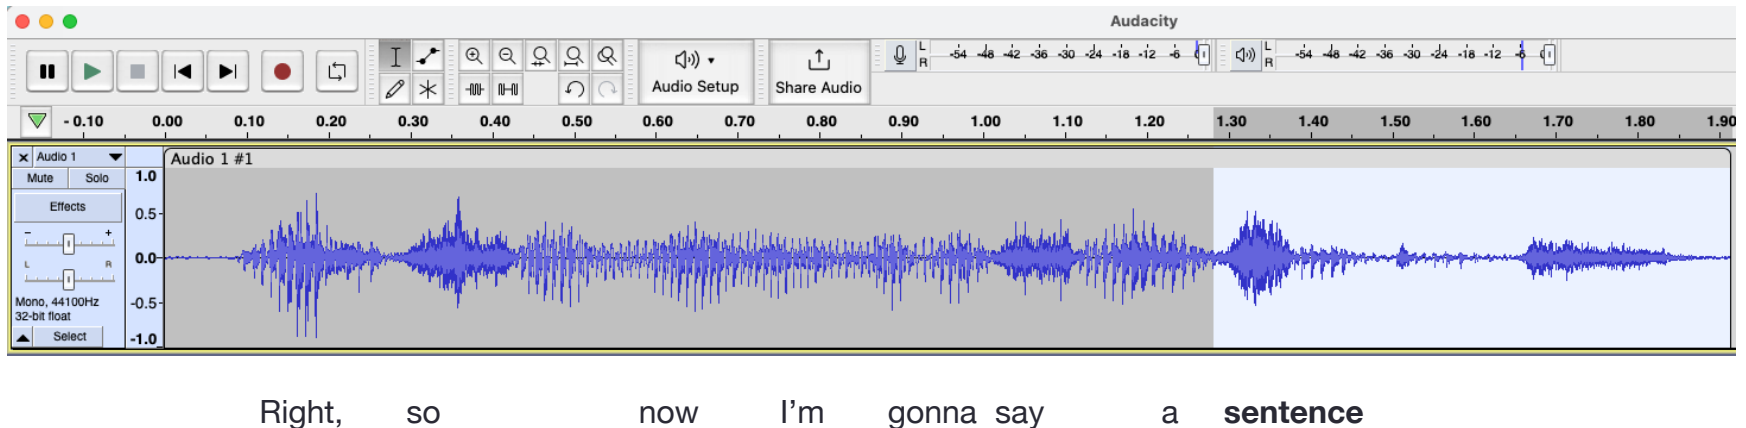 Audacity
L
R
-54 -48 -42 -36 -30 -24 -18 -12 -6 0
L
R
-54 -48 -42 -36 -30 -24 -18 -12 -6 0
Audio Setup
Share Audio
-0.10 0.00 0.10 0.20 0.30 0.40 0.50 0.60 0.70 0.80 0.90 1.00 1.10 1.20 1.30 1.40 1.50 1.60 1.70 1.80 1.90
Audio 1
Audio 1 #1
Mute Solo
Effects
- +
L R
Mono, 44100Hz
32-bit float
Select
1.0
0.5
0.0
-0.5
-1.0
Right, so now I'm gonna say a sentence